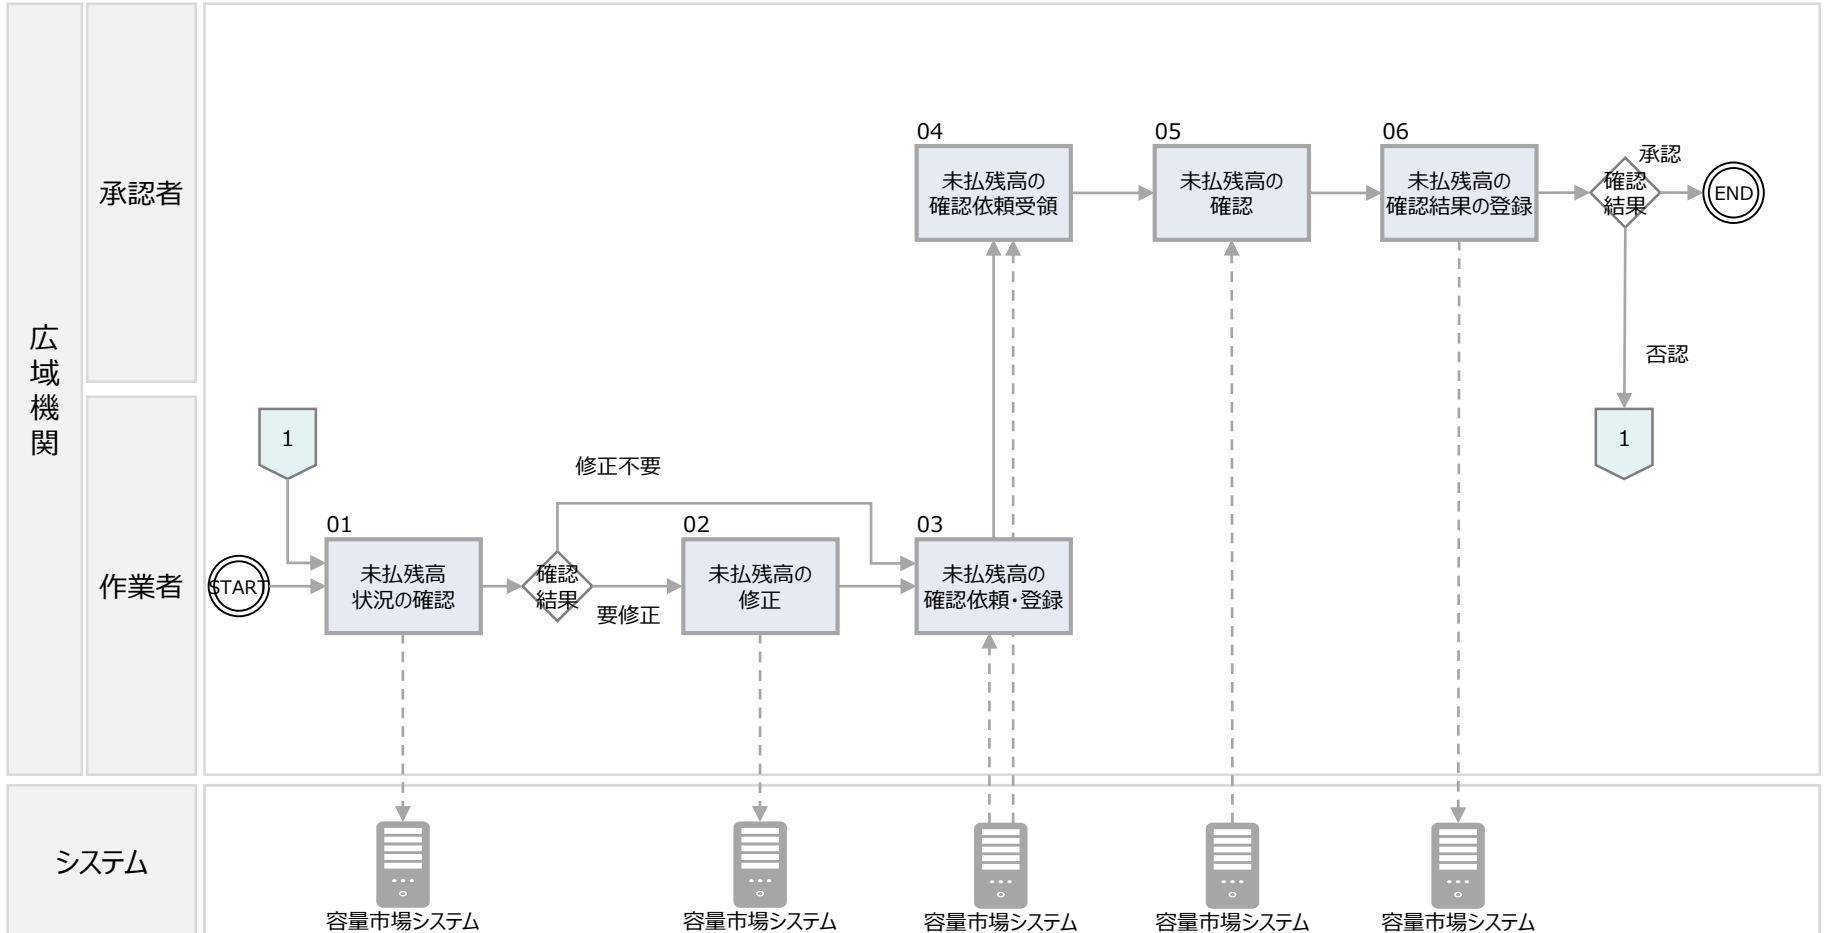 広
域
機
関
承認者
04
未払残高の
確認依頼受領
05
未払残高の
確認
06
未払残高の
確認結果の登録
確認
結果
承認
END
否認
1
作業者
1
START
01
未払残高
状況の確認
確認
結果
修正不要
要修正
02
未払残高の
修正
03
未払残高の
確認依頼・登録
システム
容量市場システム
容量市場システム
容量市場システム
容量市場システム
容量市場システム